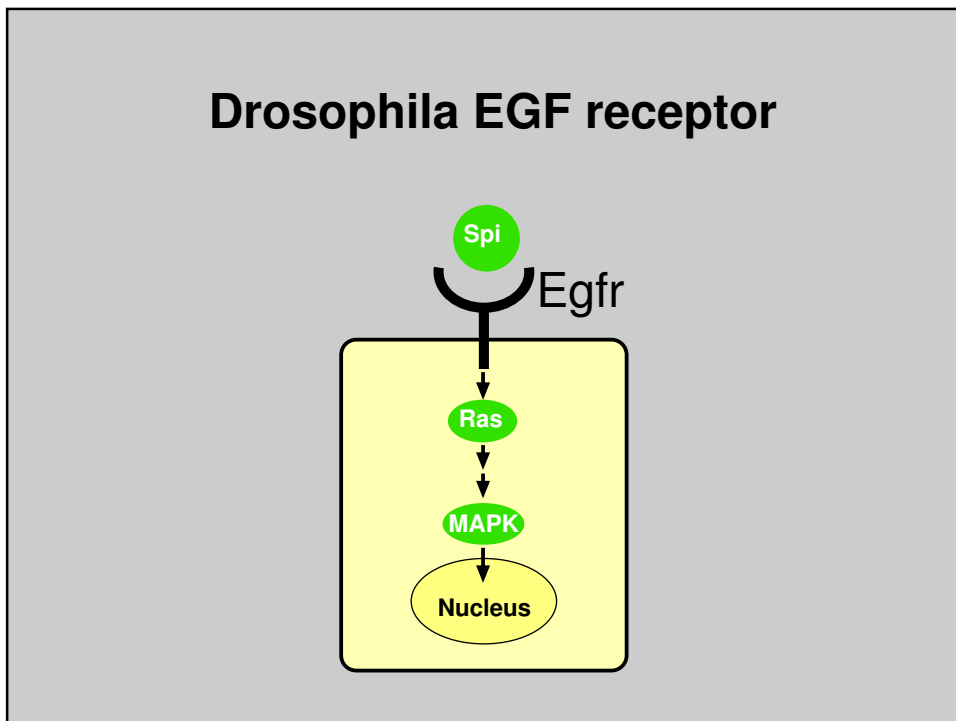 Drosophila EGF receptor
Spi
Egfr
Ras
MAPK
Nucleus